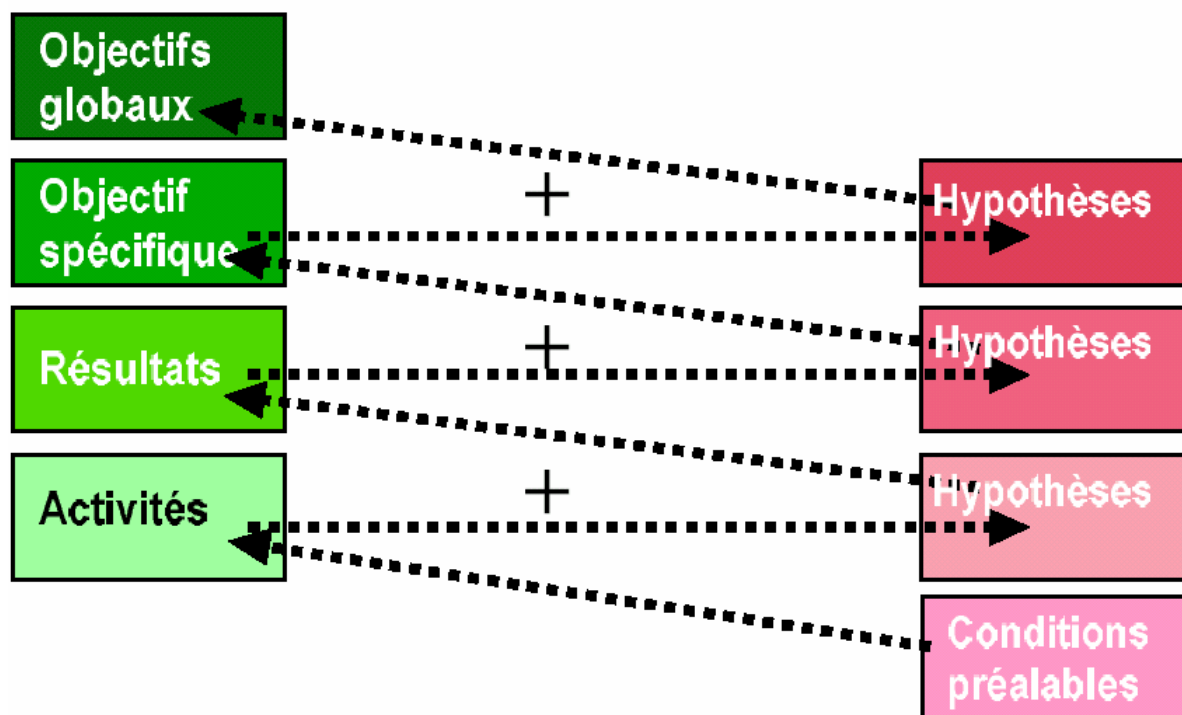 Objectifs
globaux
Objectif
spécifique
+
Hypothèses
Résultats
+
Hypothèses
Activités
+
Hypothèses
Conditions
préalables